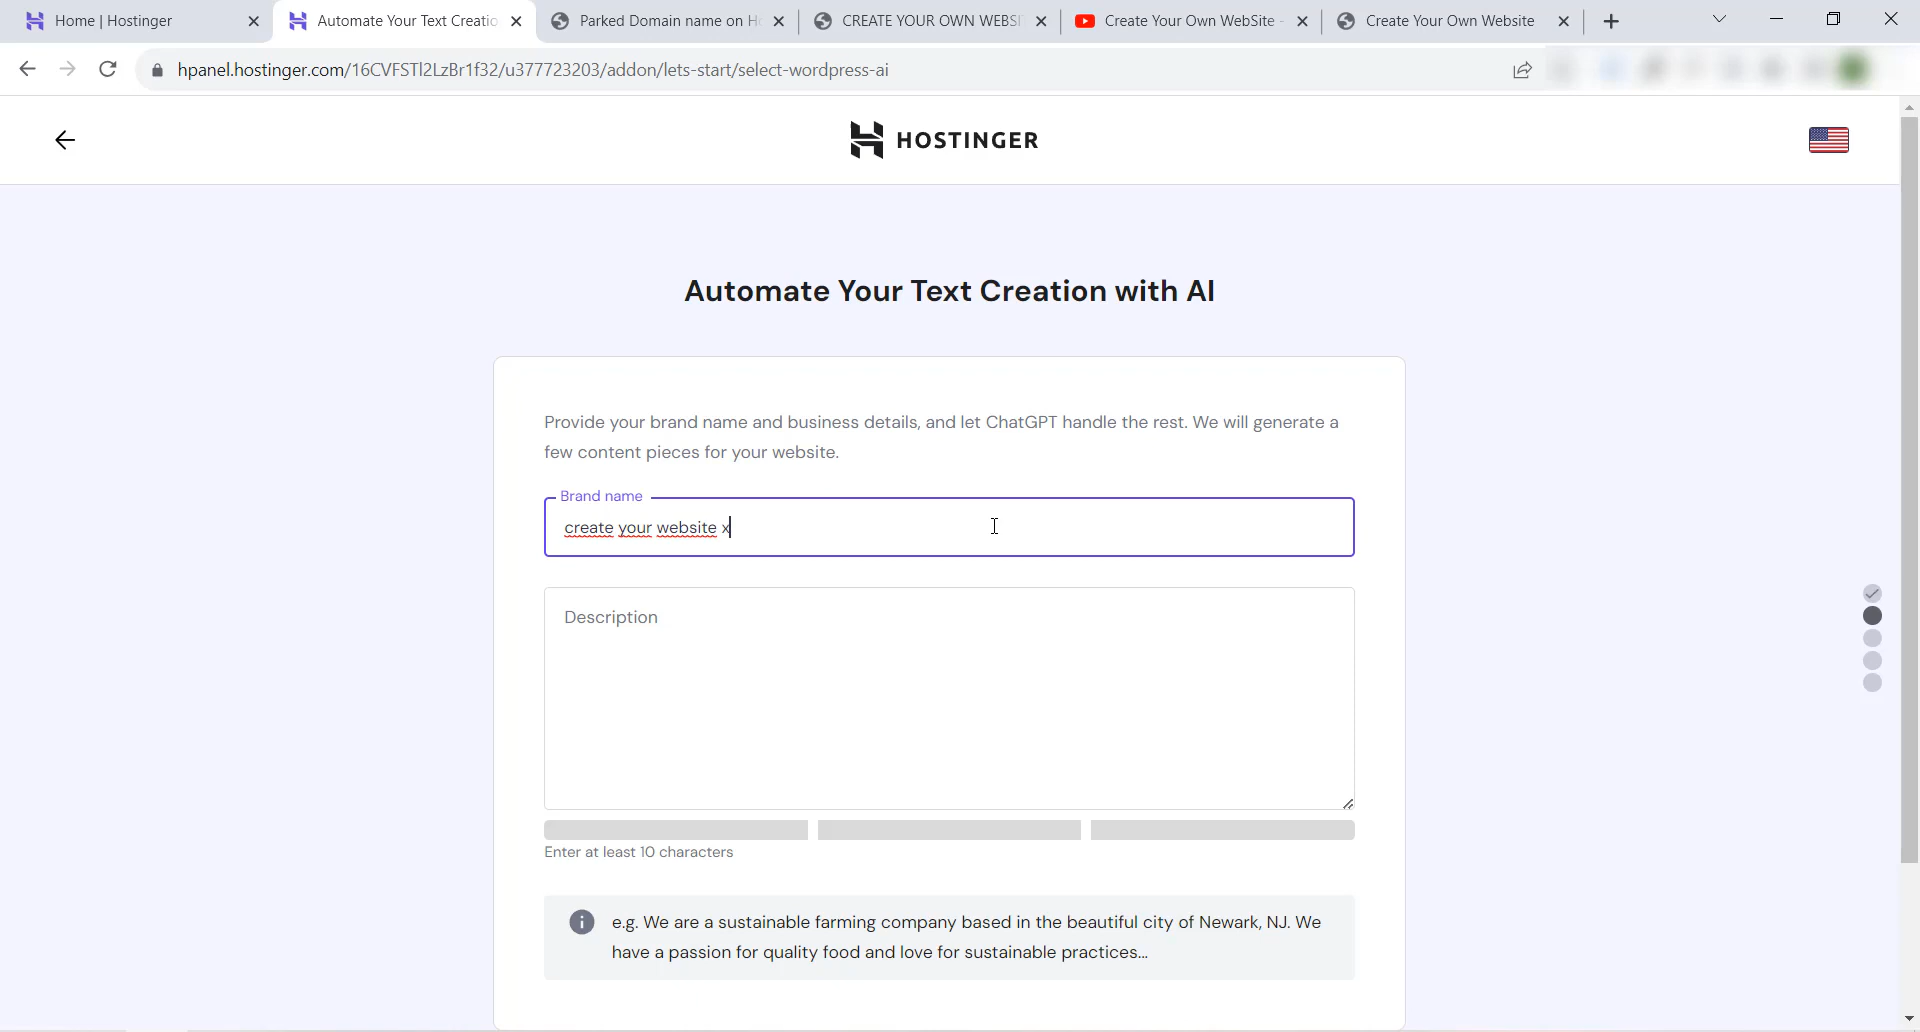 Home | Hostinger
Automate Your Text Creatio
Parked Domain name on H
CREATE YOUR OWN WEBSI
Create Your Own WebSite -
Create Your Own Website
hpanel.hostinger.com/16CVFSTl2LzBr1f32/u377723203/addon/lets-start/select-wordpress-ai
HOSTINGER
Automate Your Text Creation with AI
Provide your brand name and business details, and let ChatGPT handle the rest. We will generate a
few content pieces for your website.
Brand name
create your website x
Description
Enter at least 10 characters
e.g. We are a sustainable farming company based in the beautiful city of Newark, NJ. We
have a passion for quality food and love for sustainable practices...